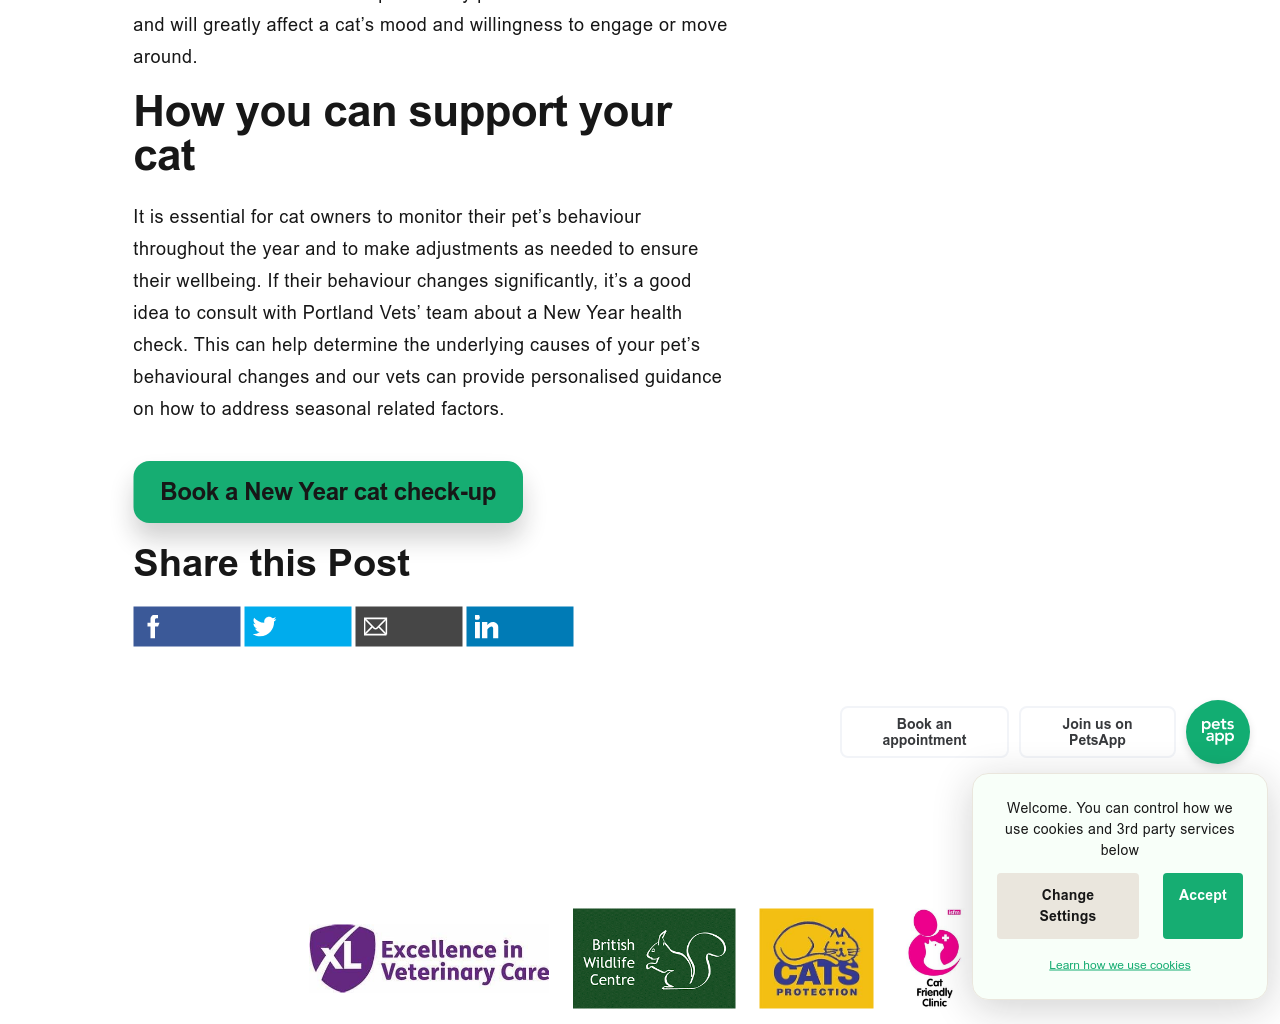 and will greatly affect a cat’s mood and willingness to engage or move
around.
How you can support your
cat
It is essential for cat owners to monitor their pet’s behaviour
throughout the year and to make adjustments as needed to ensure
their wellbeing. If their behaviour changes significantly, it’s a good
idea to consult with Portland Vets’ team about a New Year health
check. This can help determine the underlying causes of your pet’s
behavioural changes and our vets can provide personalised guidance
on how to address seasonal related factors.
Book a New Year cat check-up
Share this Post
Book an
appointment
Join us on
PetsApp
pets
app
Welcome. You can control how we
use cookies and 3rd party services
below
Change
Settings
Accept
Learn how we use cookies
XL
Excellence in
Veterinary Care
British
Wildlife
Centre
CATS
PROTECTION
Cat
Friendly
Clinic